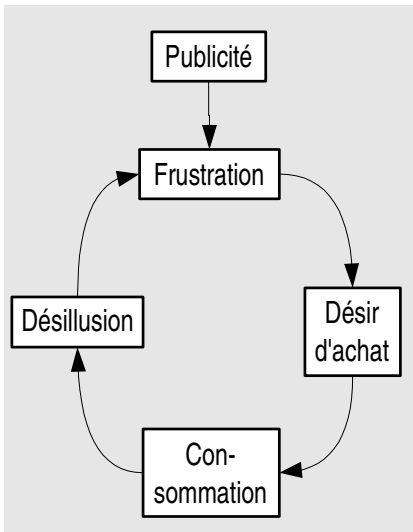 Publicité
Frustration
Désir
d'achat
Désillusion
Con-
sommation